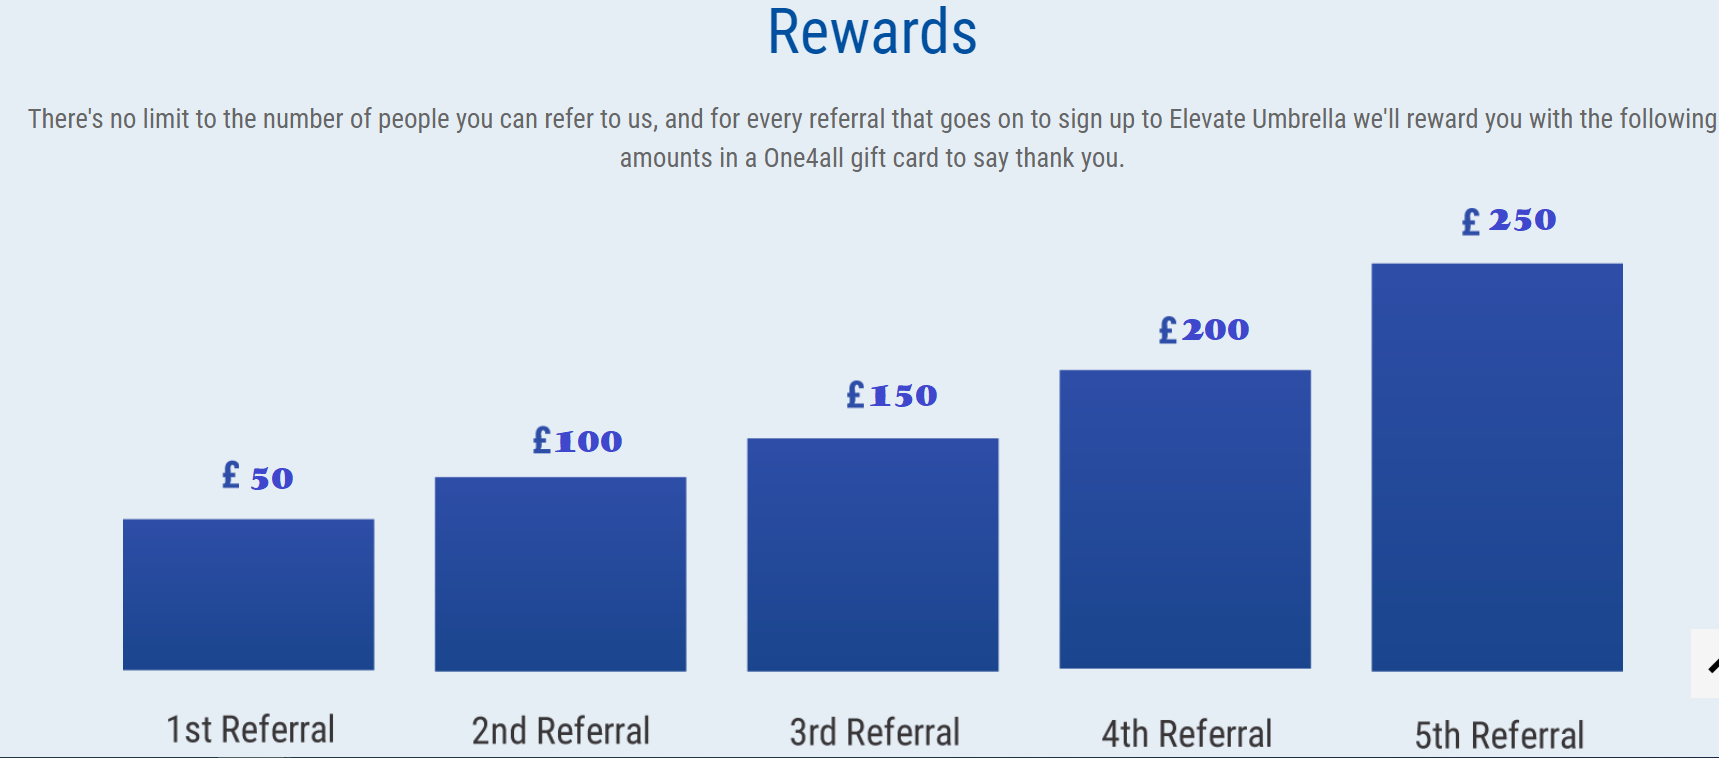 Rewards
There's no limit to the number of people you can refer to us, and for every referral that goes on to sign up to Elevate Umbrella we'll reward you with the following
amounts in a One4all gift card to say thank you.
£ 250
£200
£150
£100
£ 50
1st Referral
2nd Referral
3rd Referral
4th Referral
5th Referral